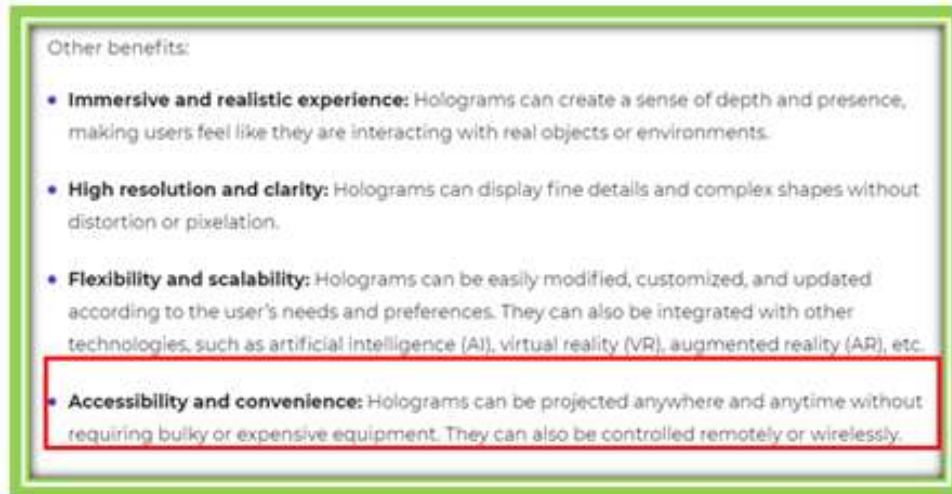 Other benefits:
• Immersive and realistic experience: Holograms can create a sense of depth and presence,
making users feel like they are interacting with real objects or environments.
• High resolution and clarity: Holograms can display fine details and complex shapes without
distortion or pixelation.
• Flexibility and scalability: Holograms can be easily modified, customized, and updated
according to the user's needs and preferences. They can also be integrated with other
technologies, such as artificial intelligence (AI), virtual reality (VR), augmented reality (AR), etc.
• Accessibility and convenience: Holograms can be projected anywhere and anytime without
requiring bulky or expensive equipment. They can also be controlled remotely or wirelessly.